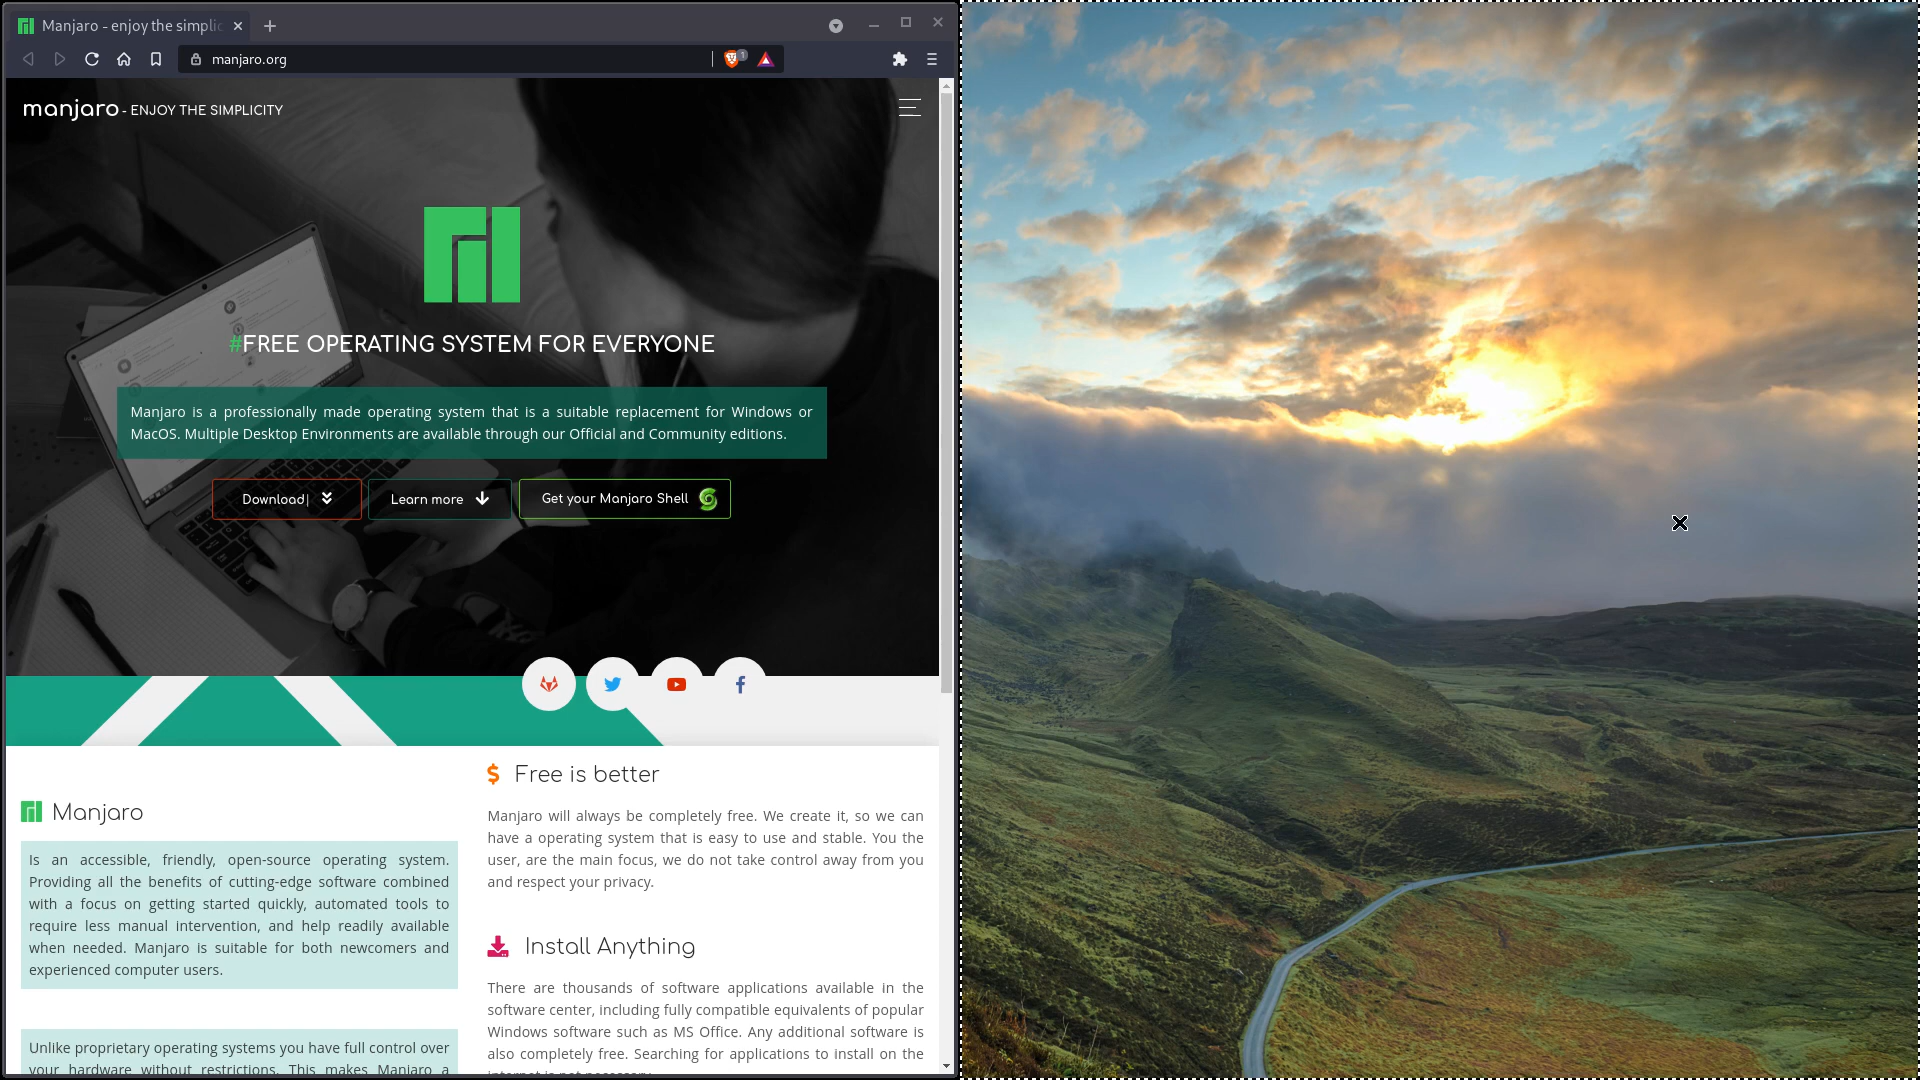 Manjaro - enjoy the simplic
manjaro.org
1
manjaro - ENJOY THE SIMPLICITY
#FREE OPERATING SYSTEM FOR EVERYONE
Manjaro is a professionally made operating system that is a suitable replacement for Windows or
MacOS. Multiple Desktop Environments are available through our Official and Community editions.
Download|
Learn more
Get your Manjaro Shell
Manjaro
Is an accessible, friendly, open-source operating system.
Providing all the benefits of cutting-edge software combined
with a focus on getting started quickly, automated tools to
require less manual intervention, and help readily available
when needed. Manjaro is suitable for both newcomers and
experienced computer users.
Unlike proprietary operating systems you have full control over
your hardware without restrictions. This makes Manjaro a
$ Free is better
Manjaro will always be completely free. We create it, so we can
have a operating system that is easy to use and stable. You the
user, are the main focus, we do not take control away from you
and respect your privacy.
Install Anything
There are thousands of software applications available in the
software center, including fully compatible equivalents of popular
Windows software such as MS Office. Any additional software is
also completely free. Searching for applications to install on the